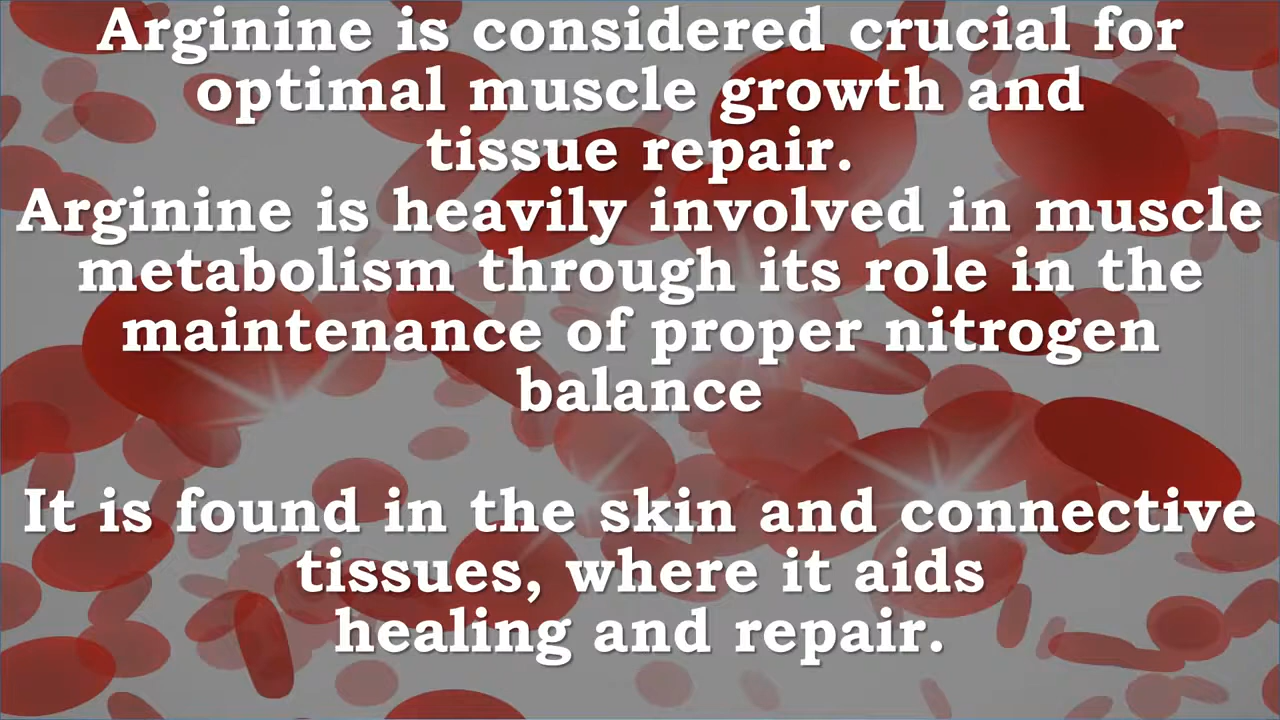 Arginine is considered crucial for
optimal muscle growth and
tissue repair.
Arginine is heavily involved in muscle
metabolism through its role in the
maintenance of proper nitrogen
balance
It is found in the skin and connective
tissues, where it aids
healing and repair.